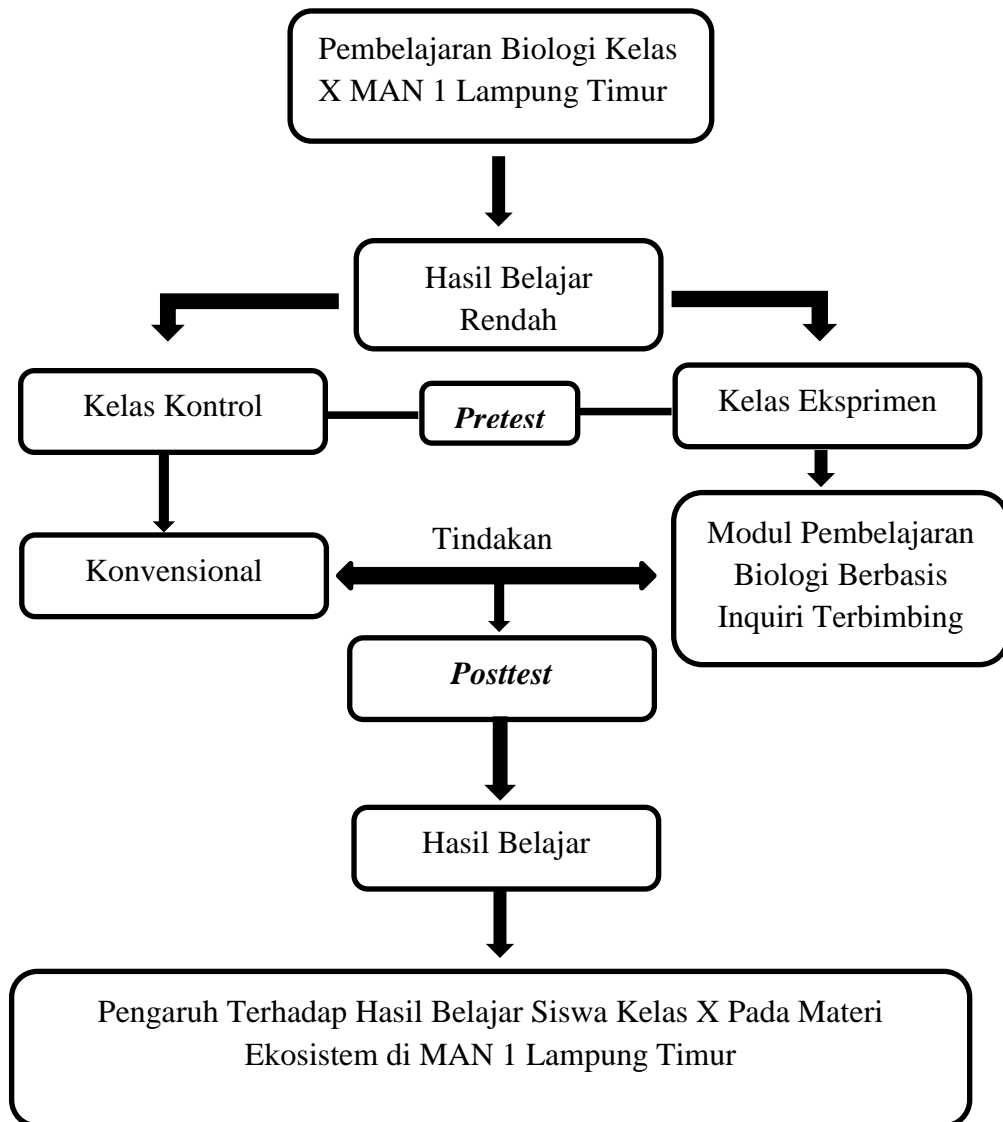 Pembelajaran Biologi Kelas
X MAN 1 Lampung Timur
Hasil Belajar
Rendah
Kelas Kontrol
Pretest
Kelas Eksprimen
Konvensional
Tindakan
Modul Pembelajaran
Biologi Berbasis
Inquiri Terbimbing
Posttest
Hasil Belajar
Pengaruh Terhadap Hasil Belajar Siswa Kelas X Pada Materi
Ekosistem di MAN 1 Lampung Timur